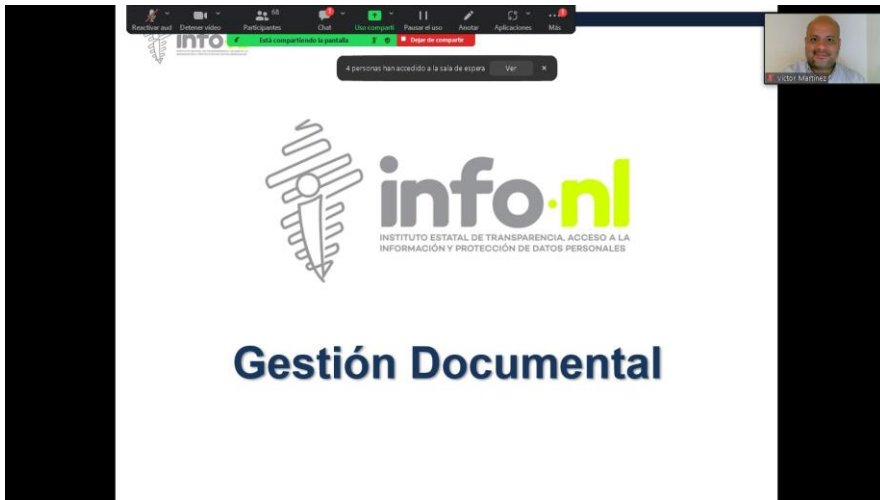 Reactivar aud
Detener video
Participantes
68
Chat
Uso comparti
Pausar el uso
Anotar
Aplicaciones
Más
Está compartiendo la pantalla
Dejar de compartir
4 personas han accedido a la sala de espera
Ver
Victor Martínez
info·nl
INSTITUTO ESTATAL DE TRANSPARENCIA, ACCESO A LA
INFORMACIÓN Y PROTECCIÓN DE DATOS PERSONALES
Gestión Documental